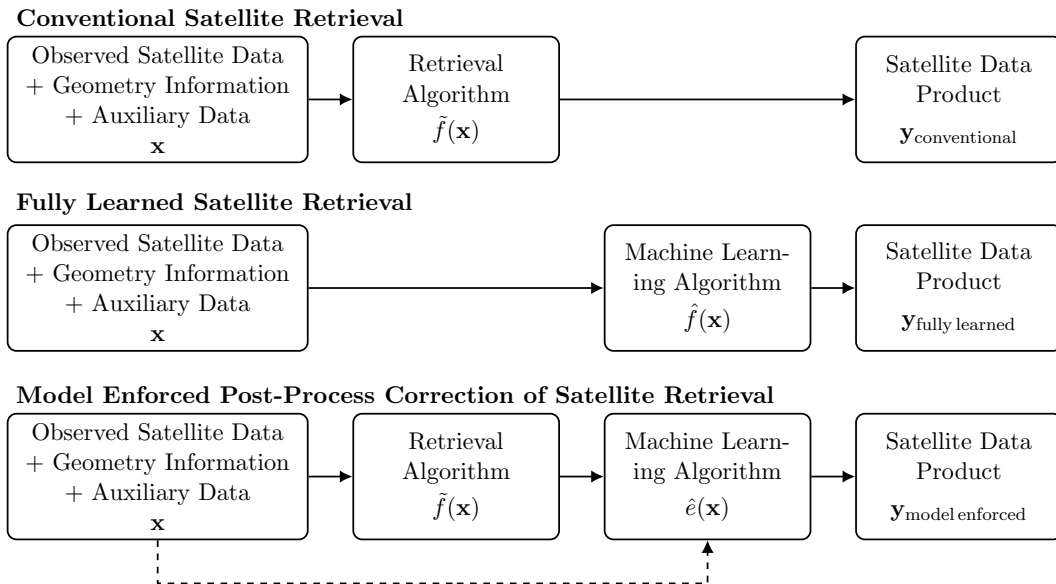 Conventional Satellite Retrieval
Observed Satellite Data
+ Geometry Information
+ Auxiliary Data
x
Retrieval
Algorithm
f̃(x)
Satellite Data
Product
y_conventional
Fully Learned Satellite Retrieval
Observed Satellite Data
+ Geometry Information
+ Auxiliary Data
x
Machine Learn-
ing Algorithm
f̂(x)
Satellite Data
Product
y_fully learned
Model Enforced Post-Process Correction of Satellite Retrieval
Observed Satellite Data
+ Geometry Information
+ Auxiliary Data
x
Retrieval
Algorithm
f̃(x)
Machine Learn-
ing Algorithm
ê(x)
Satellite Data
Product
y_model enforced